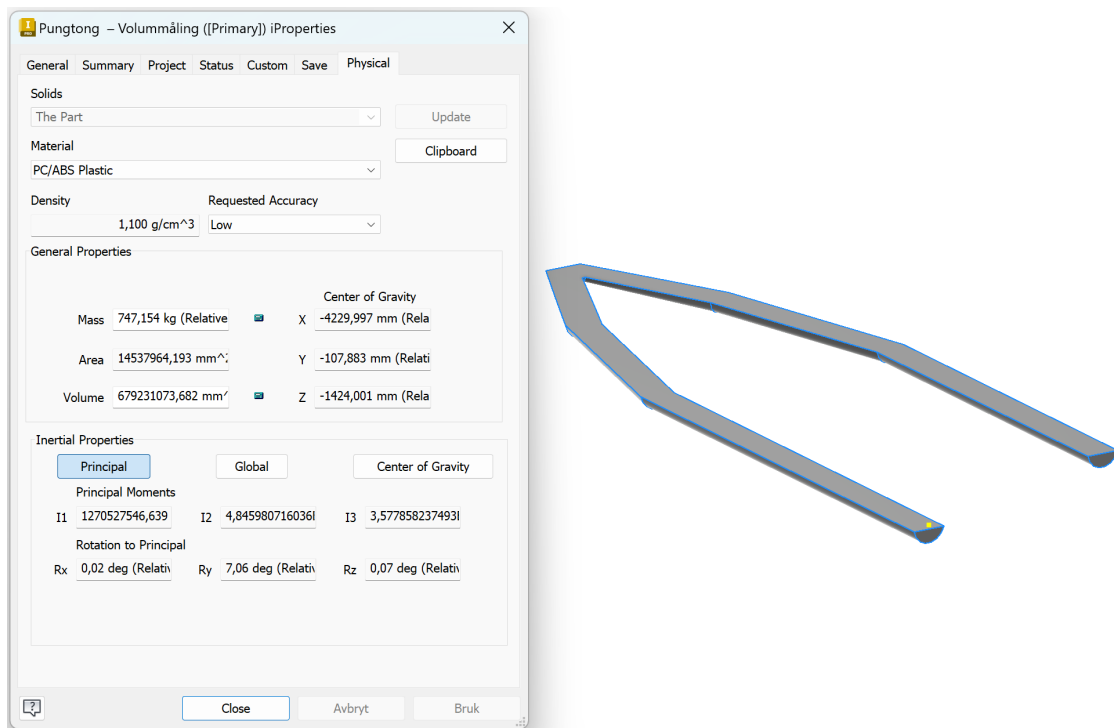 Pungtong – Volummåling ([Primary]) iProperties
General Summary Project Status Custom Save Physical
Solids
The Part
Update
Material
Clipboard
PC/ABS Plastic
Density Requested Accuracy
1,100 g/cm^3 Low
General Properties
Center of Gravity
Mass 747,154 kg (Relative X -4229,997 mm (Rela
Area 14537964,193 mm^2 Y -107,883 mm (Relati
Volume 679231073,682 mm^ Z -1424,001 mm (Rela
Inertial Properties
Principal Global Center of Gravity
Principal Moments
I1 1270527546,639 I2 4,845980716036 I3 3,577858237493
Rotation to Principal
Rx 0,02 deg (Relativ Ry 7,06 deg (Relativ Rz 0,07 deg (Relativ
Close Avbryt Bruk